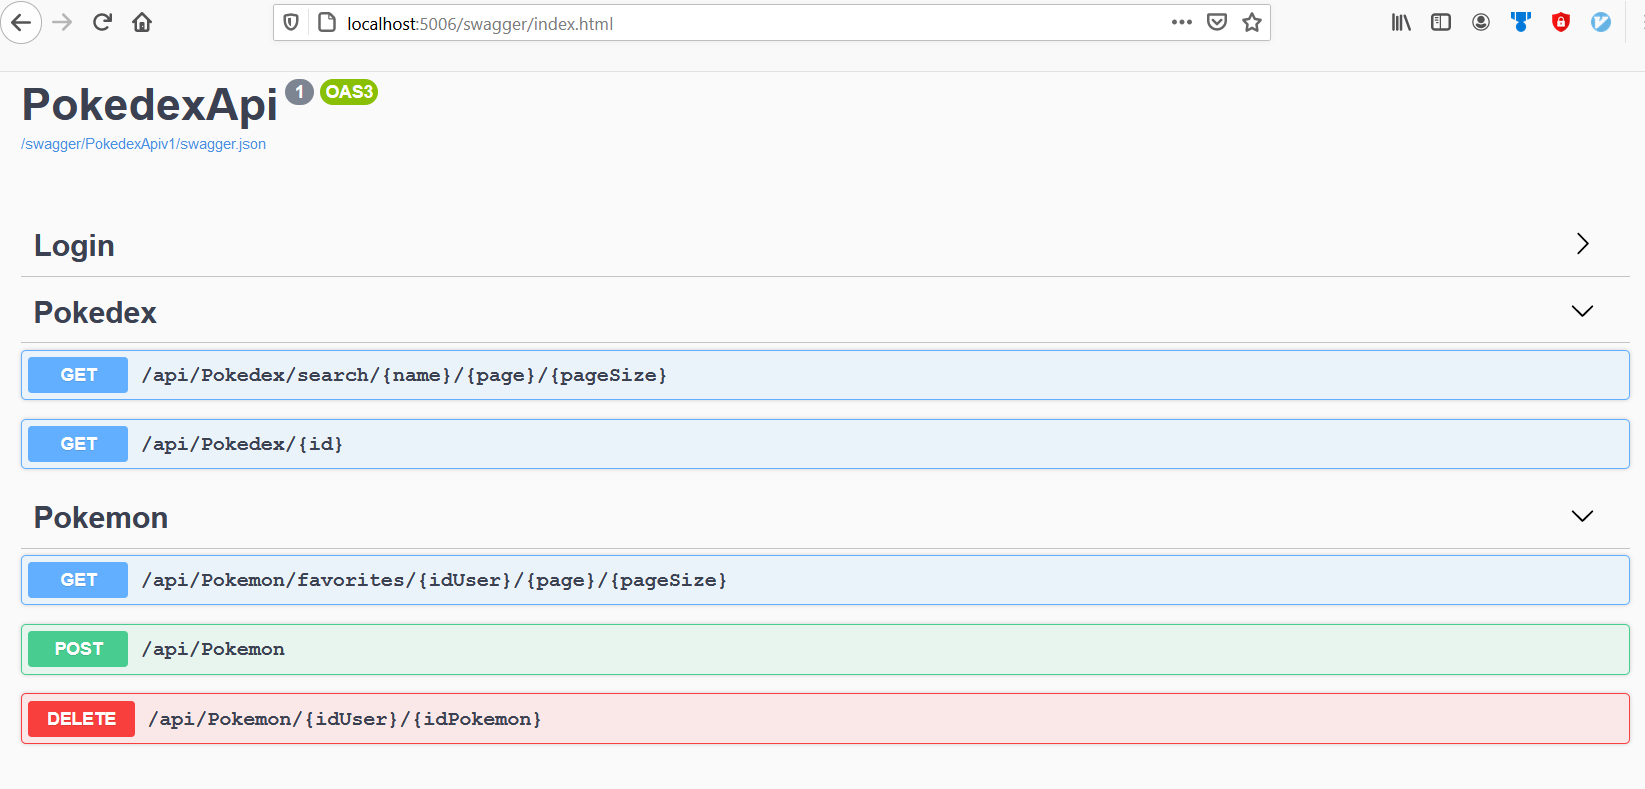 localhost:5006/swagger/index.html
PokedexApi 1 OAS3
/swagger/PokedexApiv1/swagger.json
Login
Pokedex
GET /api/Pokedex/search/{name}/{page}/{pageSize}
GET /api/Pokedex/{id}
Pokemon
GET /api/Pokemon/favorites/{idUser}/{page}/{pageSize}
POST /api/Pokemon
DELETE /api/Pokemon/{idUser}/{idPokemon}